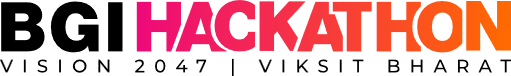 BGI HACKATHON
VISION 2047 | VIKSIT BHARAT